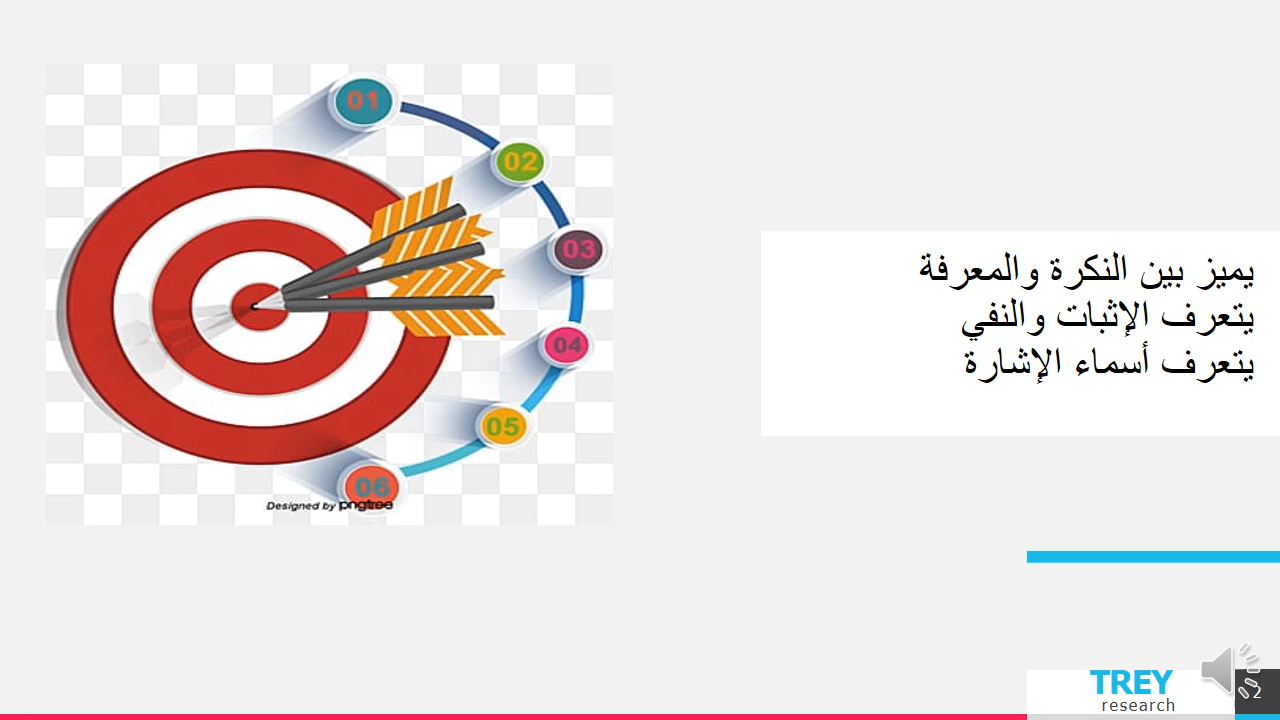 01
02
03
04
05
06
Designed by pngtree
يميز بين النكرة والمعرفة
يتعرف الإثبات والنفي
يتعرف أسماء الإشارة
TREY
research
2